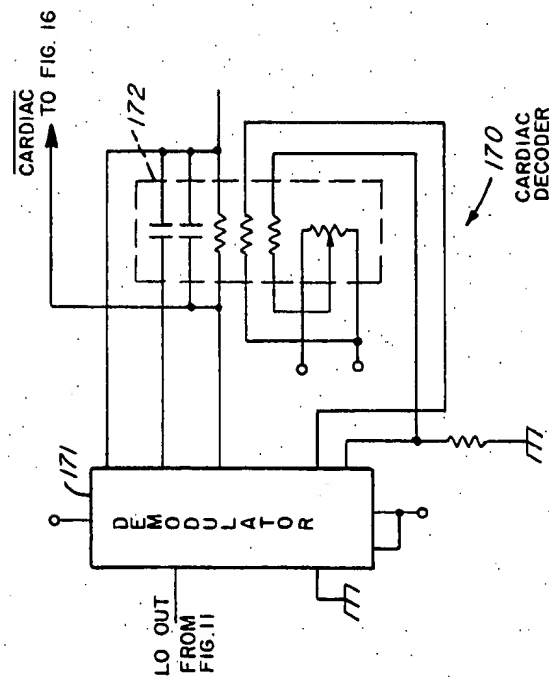 CARDIAC
TO FIG. 16
172
171
DEMODULATOR
LO OUT
FROM
FIG.11
170
CARDIAC
DECODER